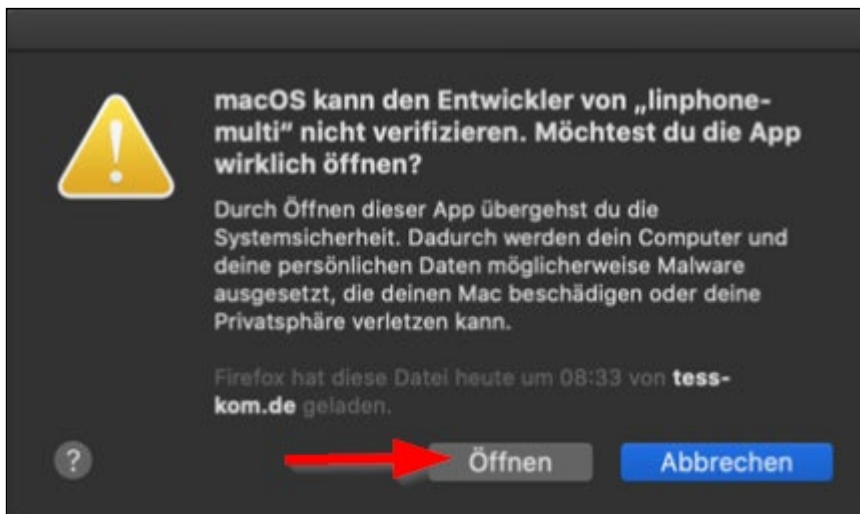 macOS kann den Entwickler von „linphone-
multi“ nicht verifizieren. Möchtest du die App
wirklich öffnen?
Durch Öffnen dieser App übergehst du die
Systemsicherheit. Dadurch werden dein Computer und
deine persönlichen Daten möglicherweise Malware
ausgesetzt, die deinen Mac beschädigen oder deine
Privatsphäre verletzen kann.
Firefox hat diese Datei heute um 08:33 von tess-
kom.de geladen.
?
Öffnen
Abbrechen